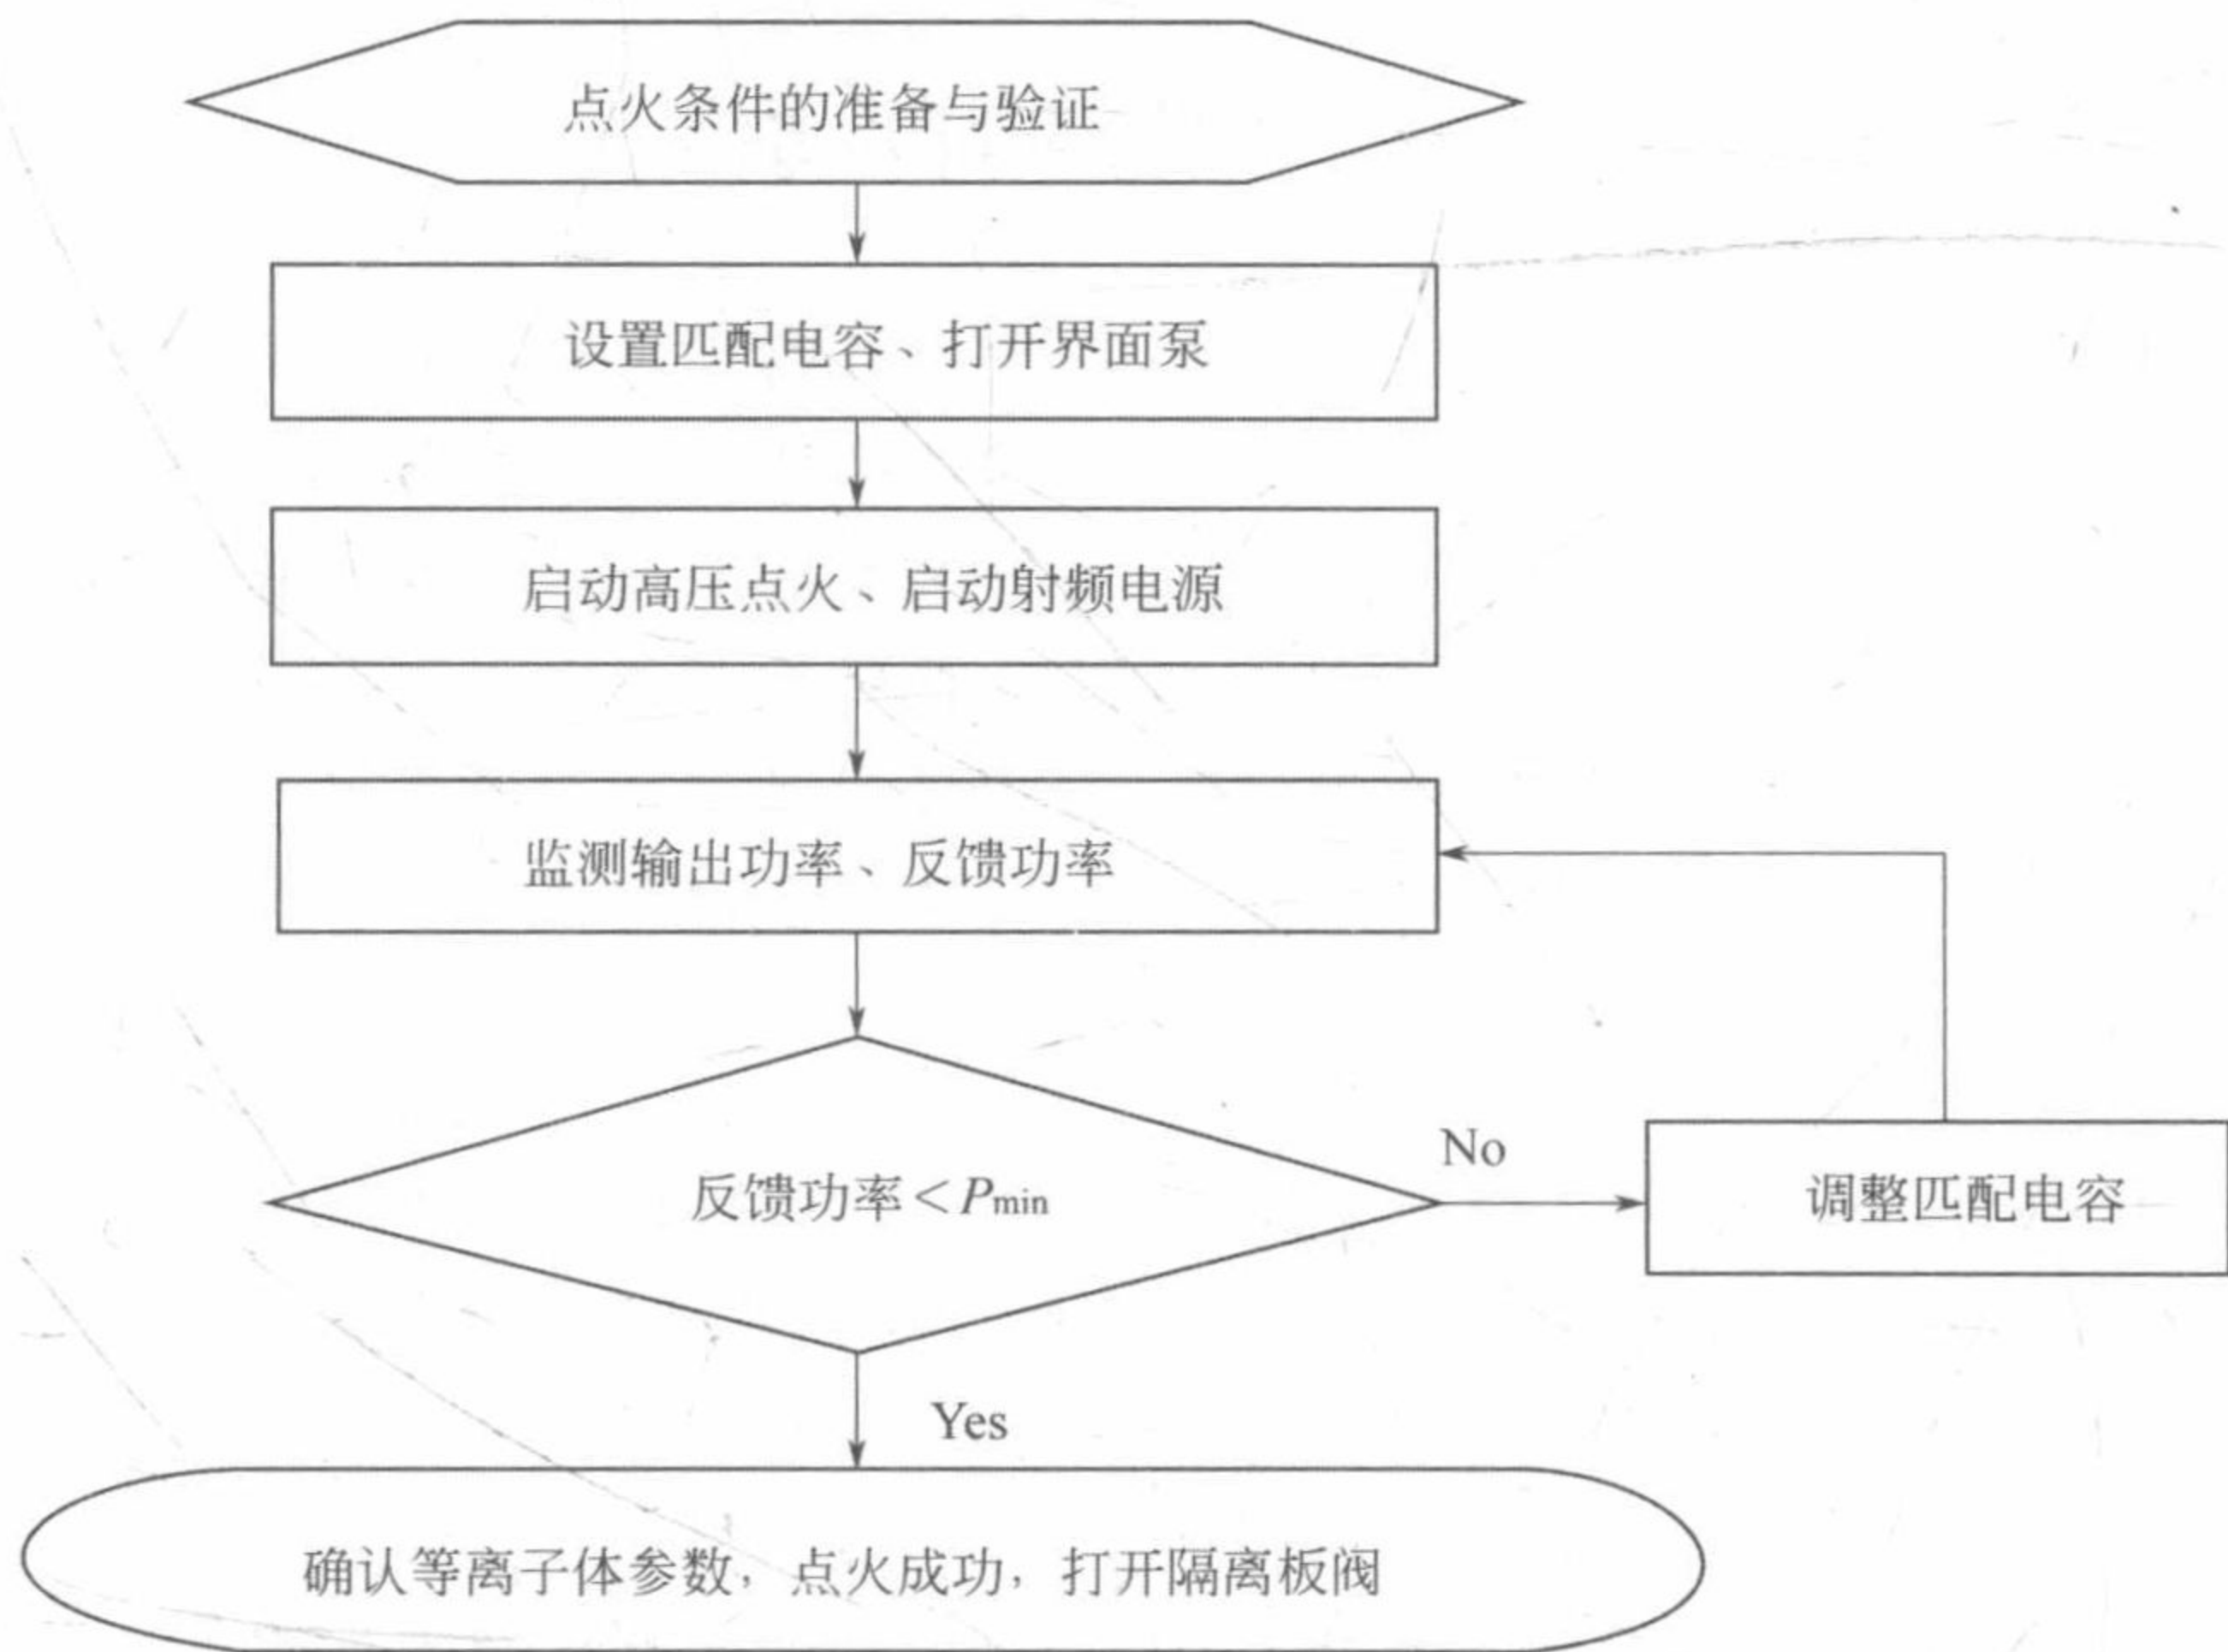 点火条件的准备与验证
设置匹配电容、打开界面泵
启动高压点火、启动射频电源
监测输出功率、反馈功率
反馈功率＜Pmin
No
调整匹配电容
Yes
确认等离子体参数，点火成功，打开隔离板阀